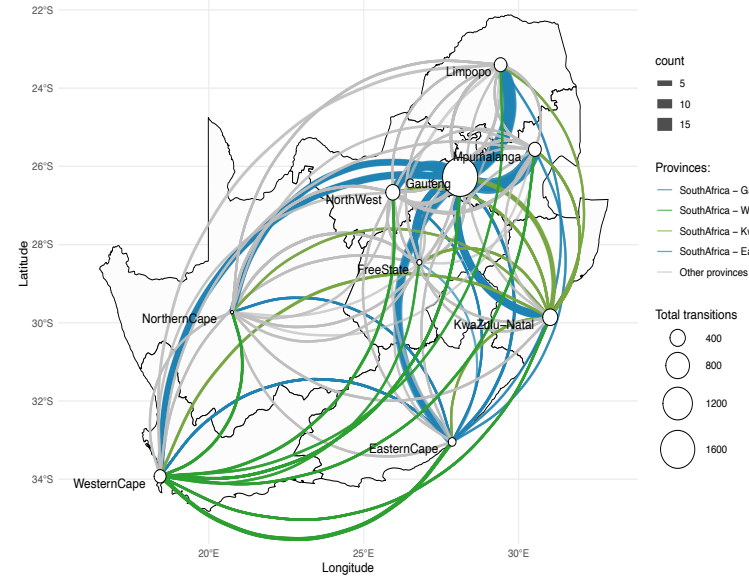 22°S
24°S
26°S
28°S
30°S
32°S
34°S
20°E
25°E
30°E
Longitude
Latitude
Limpopo
Mpumalanga
Gauteng
NorthWest
FreeState
NorthernCape
KwaZulu−Natal
EasternCape
WesternCape
count
5
10
15
Provinces:
SouthAfrica − G
SouthAfrica − W
SouthAfrica − K
SouthAfrica − Ea
Other provinces
Total transitions
400
800
1200
1600